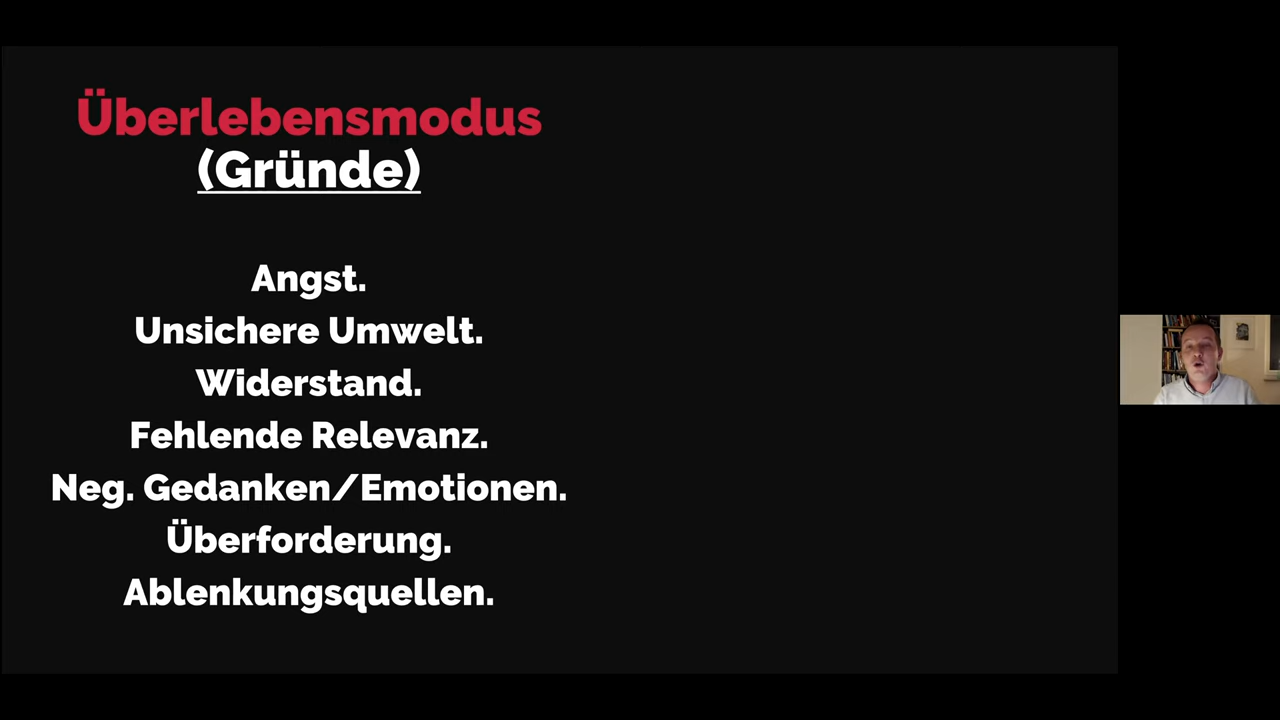 Überlebensmodus
(Gründe)
Angst.
Unsichere Umwelt.
Widerstand.
Fehlende Relevanz.
Neg. Gedanken/Emotionen.
Überforderung.
Ablenkungsquellen.